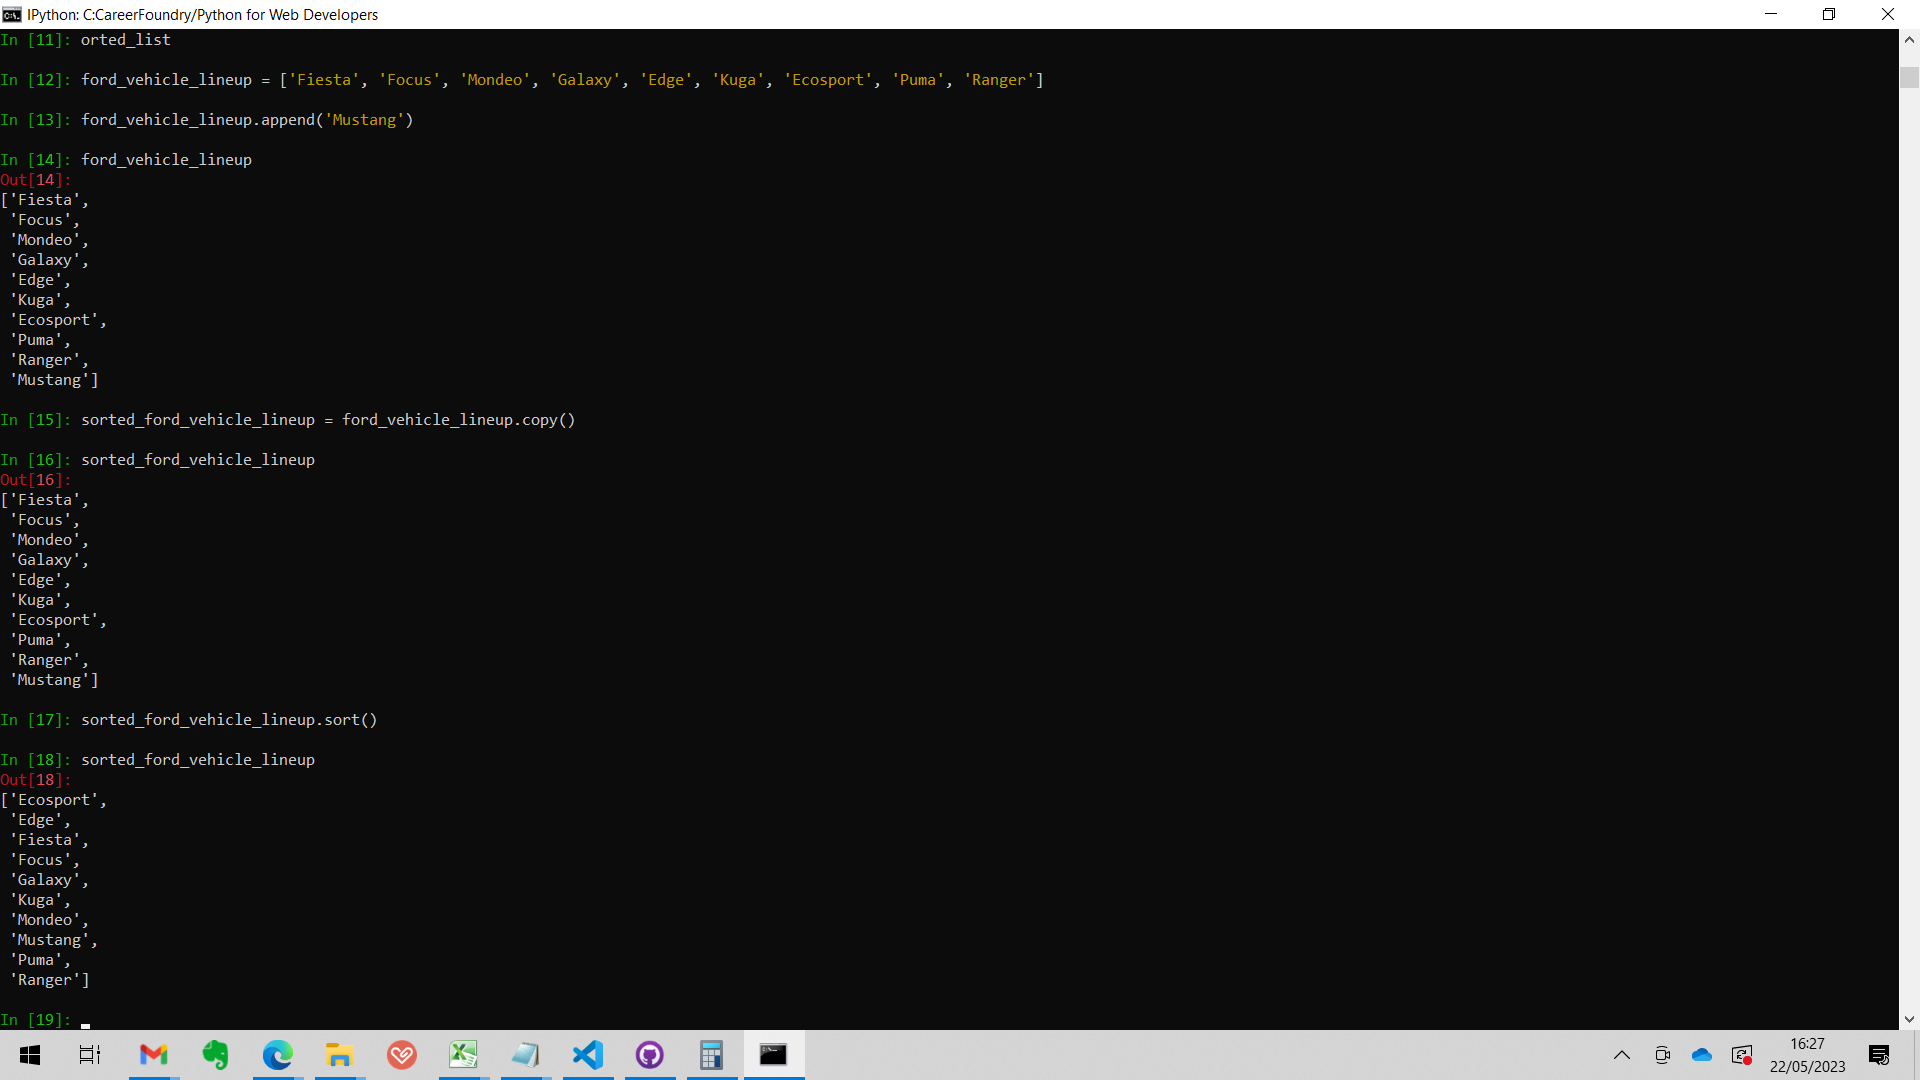 IPython: C:CareerFoundry/Python for Web Developers
In [11]: orted_list
In [12]: ford_vehicle_lineup = ['Fiesta', 'Focus', 'Mondeo', 'Galaxy', 'Edge', 'Kuga', 'Ecosport', 'Puma', 'Ranger']
In [13]: ford_vehicle_lineup.append('Mustang')
In [14]: ford_vehicle_lineup
Out[14]:
['Fiesta',
 'Focus',
 'Mondeo',
 'Galaxy',
 'Edge',
 'Kuga',
 'Ecosport',
 'Puma',
 'Ranger',
 'Mustang']
In [15]: sorted_ford_vehicle_lineup = ford_vehicle_lineup.copy()
In [16]: sorted_ford_vehicle_lineup
Out[16]:
['Fiesta',
 'Focus',
 'Mondeo',
 'Galaxy',
 'Edge',
 'Kuga',
 'Ecosport',
 'Puma',
 'Ranger',
 'Mustang']
In [17]: sorted_ford_vehicle_lineup.sort()
In [18]: sorted_ford_vehicle_lineup
Out[18]:
['Ecosport',
 'Edge',
 'Fiesta',
 'Focus',
 'Galaxy',
 'Kuga',
 'Mondeo',
 'Mustang',
 'Puma',
 'Ranger']
In [19]:
16:27
22/05/2023